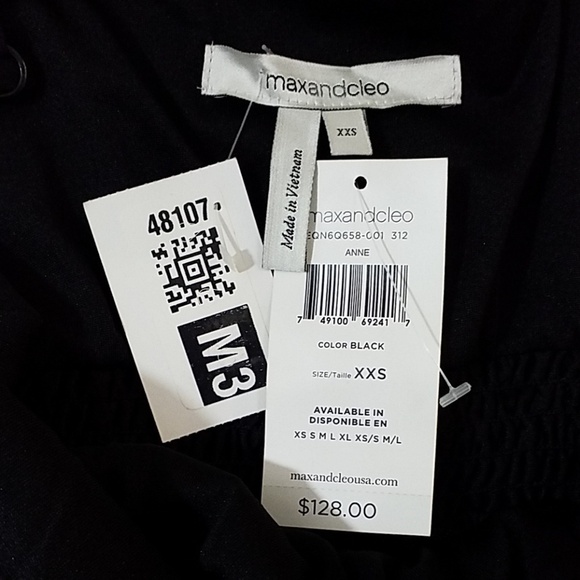 maxandcleo
XXS
Made in Vietnam
48107
M3
maxandcleo
EQN6Q658-G01 312
ANNE
7 49100 69241 7
COLOR BLACK
SIZE/Taille XXS
AVAILABLE IN
DISPONIBLE EN
XS S M L XL XS/S M/L
maxandcleousa.com
$128.00